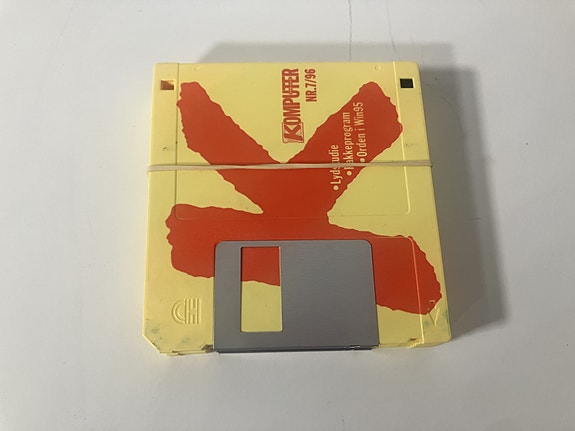 KOMPUTER
NR.7/96
• Lydstudie
• Pakkeprogram
• Orden i Win95